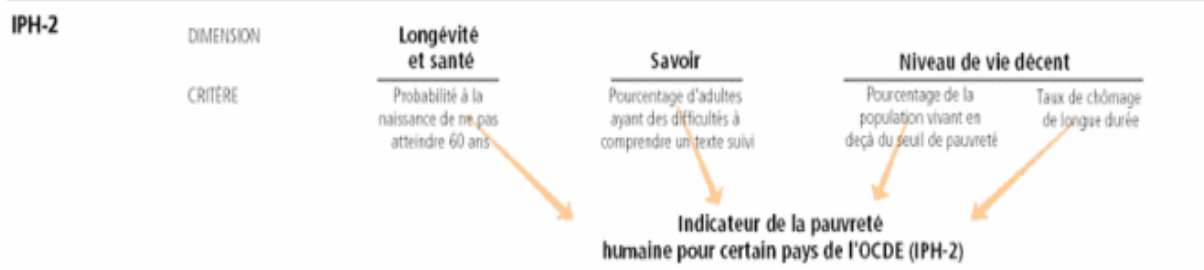 IPH-2
DIMENSION
Longévité
et santé
Savoir
Niveau de vie décent
CRITÈRE
Probabilité à la
naissance de ne pas
atteindre 60 ans
Pourcentage d'adultes
ayant des difficultés à
comprendre un texte suivi
Pourcentage de la
population vivant en
deçà du seuil de pauvreté
Taux de chômage
de longue durée
Indicateur de la pauvreté
humaine pour certain pays de l'OCDE (IPH-2)